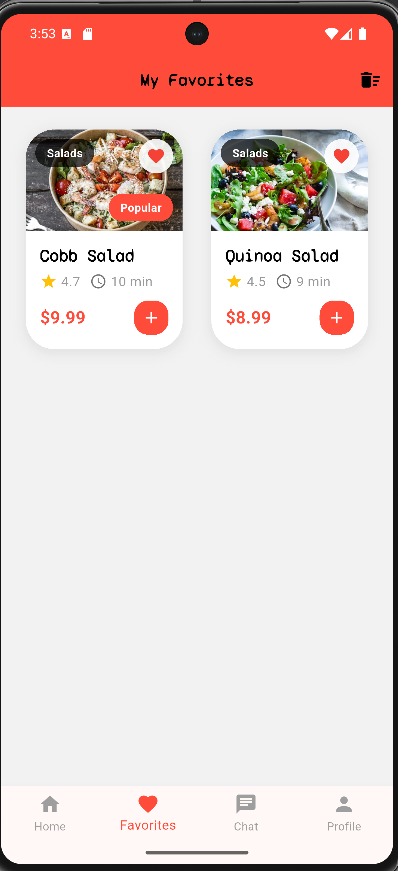 3:53 A
My Favorites
Salads
Salads
Popular
Cobb Salad
Quinoa Salad
4.7 10 min
4.5 9 min
$9.99
$8.99
Home
Favorites
Chat
Profile